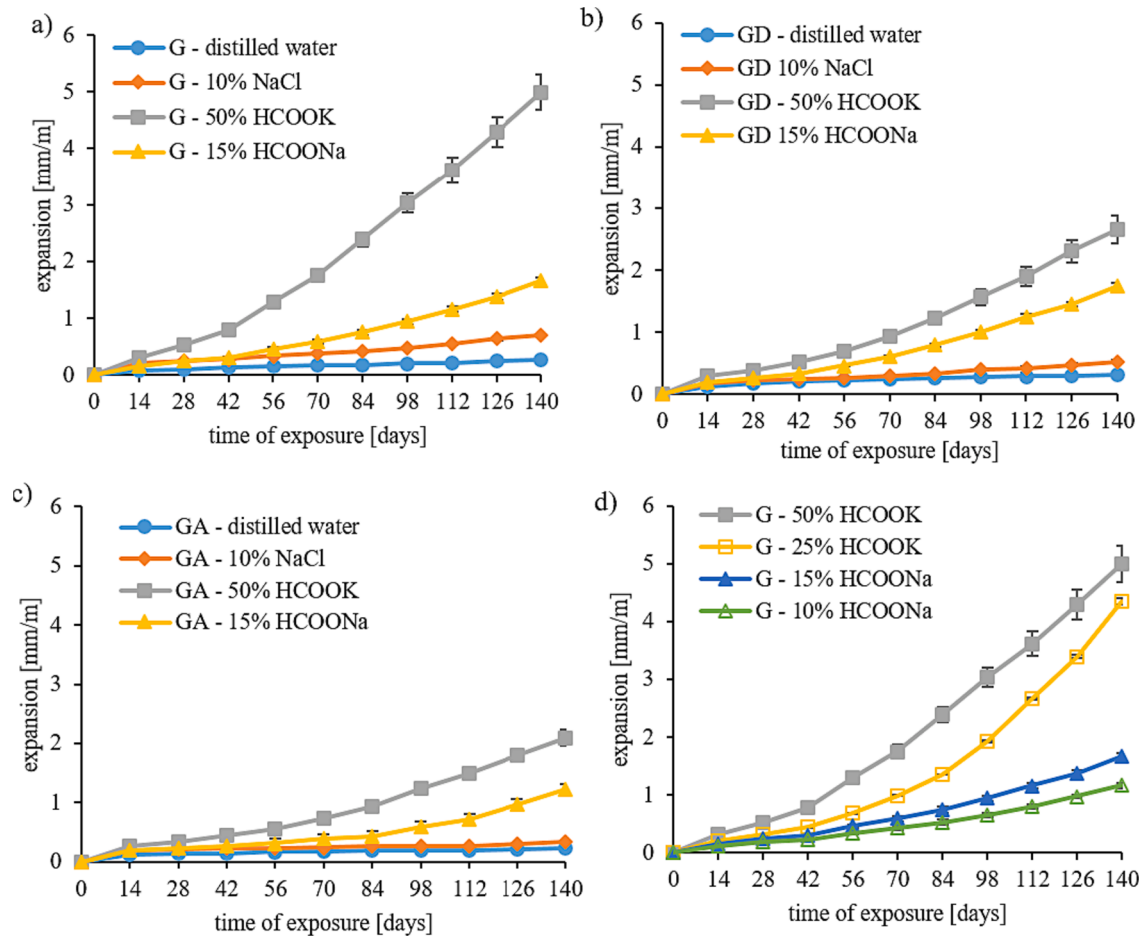 a)
G - distilled water
G - 10% NaCl
G - 50% HCOOK
G - 15% HCOONa
expansion [mm/m]
6
5
4
3
2
1
0
0 14 28 42 56 70 84 98 112 126 140
time of exposure [days]
b)
GD - distilled water
GD 10% NaCl
GD - 50% HCOOK
GD 15% HCOONa
expansion [mm/m]
6
5
4
3
2
1
0
0 14 28 42 56 70 84 98 112 126 140
time of exposure [days]
c)
GA - distilled water
GA - 10% NaCl
GA - 50% HCOOK
GA - 15% HCOONa
expansion [mm/m]
6
5
4
3
2
1
0
0 14 28 42 56 70 84 98 112 126 140
time of exposure [days]
d)
G - 50% HCOOK
G - 25% HCOOK
G - 15% HCOONa
G - 10% HCOONa
expansion [mm/m]
6
5
4
3
2
1
0
0 14 28 42 56 70 84 98 112 126 140
time of exposure [days]